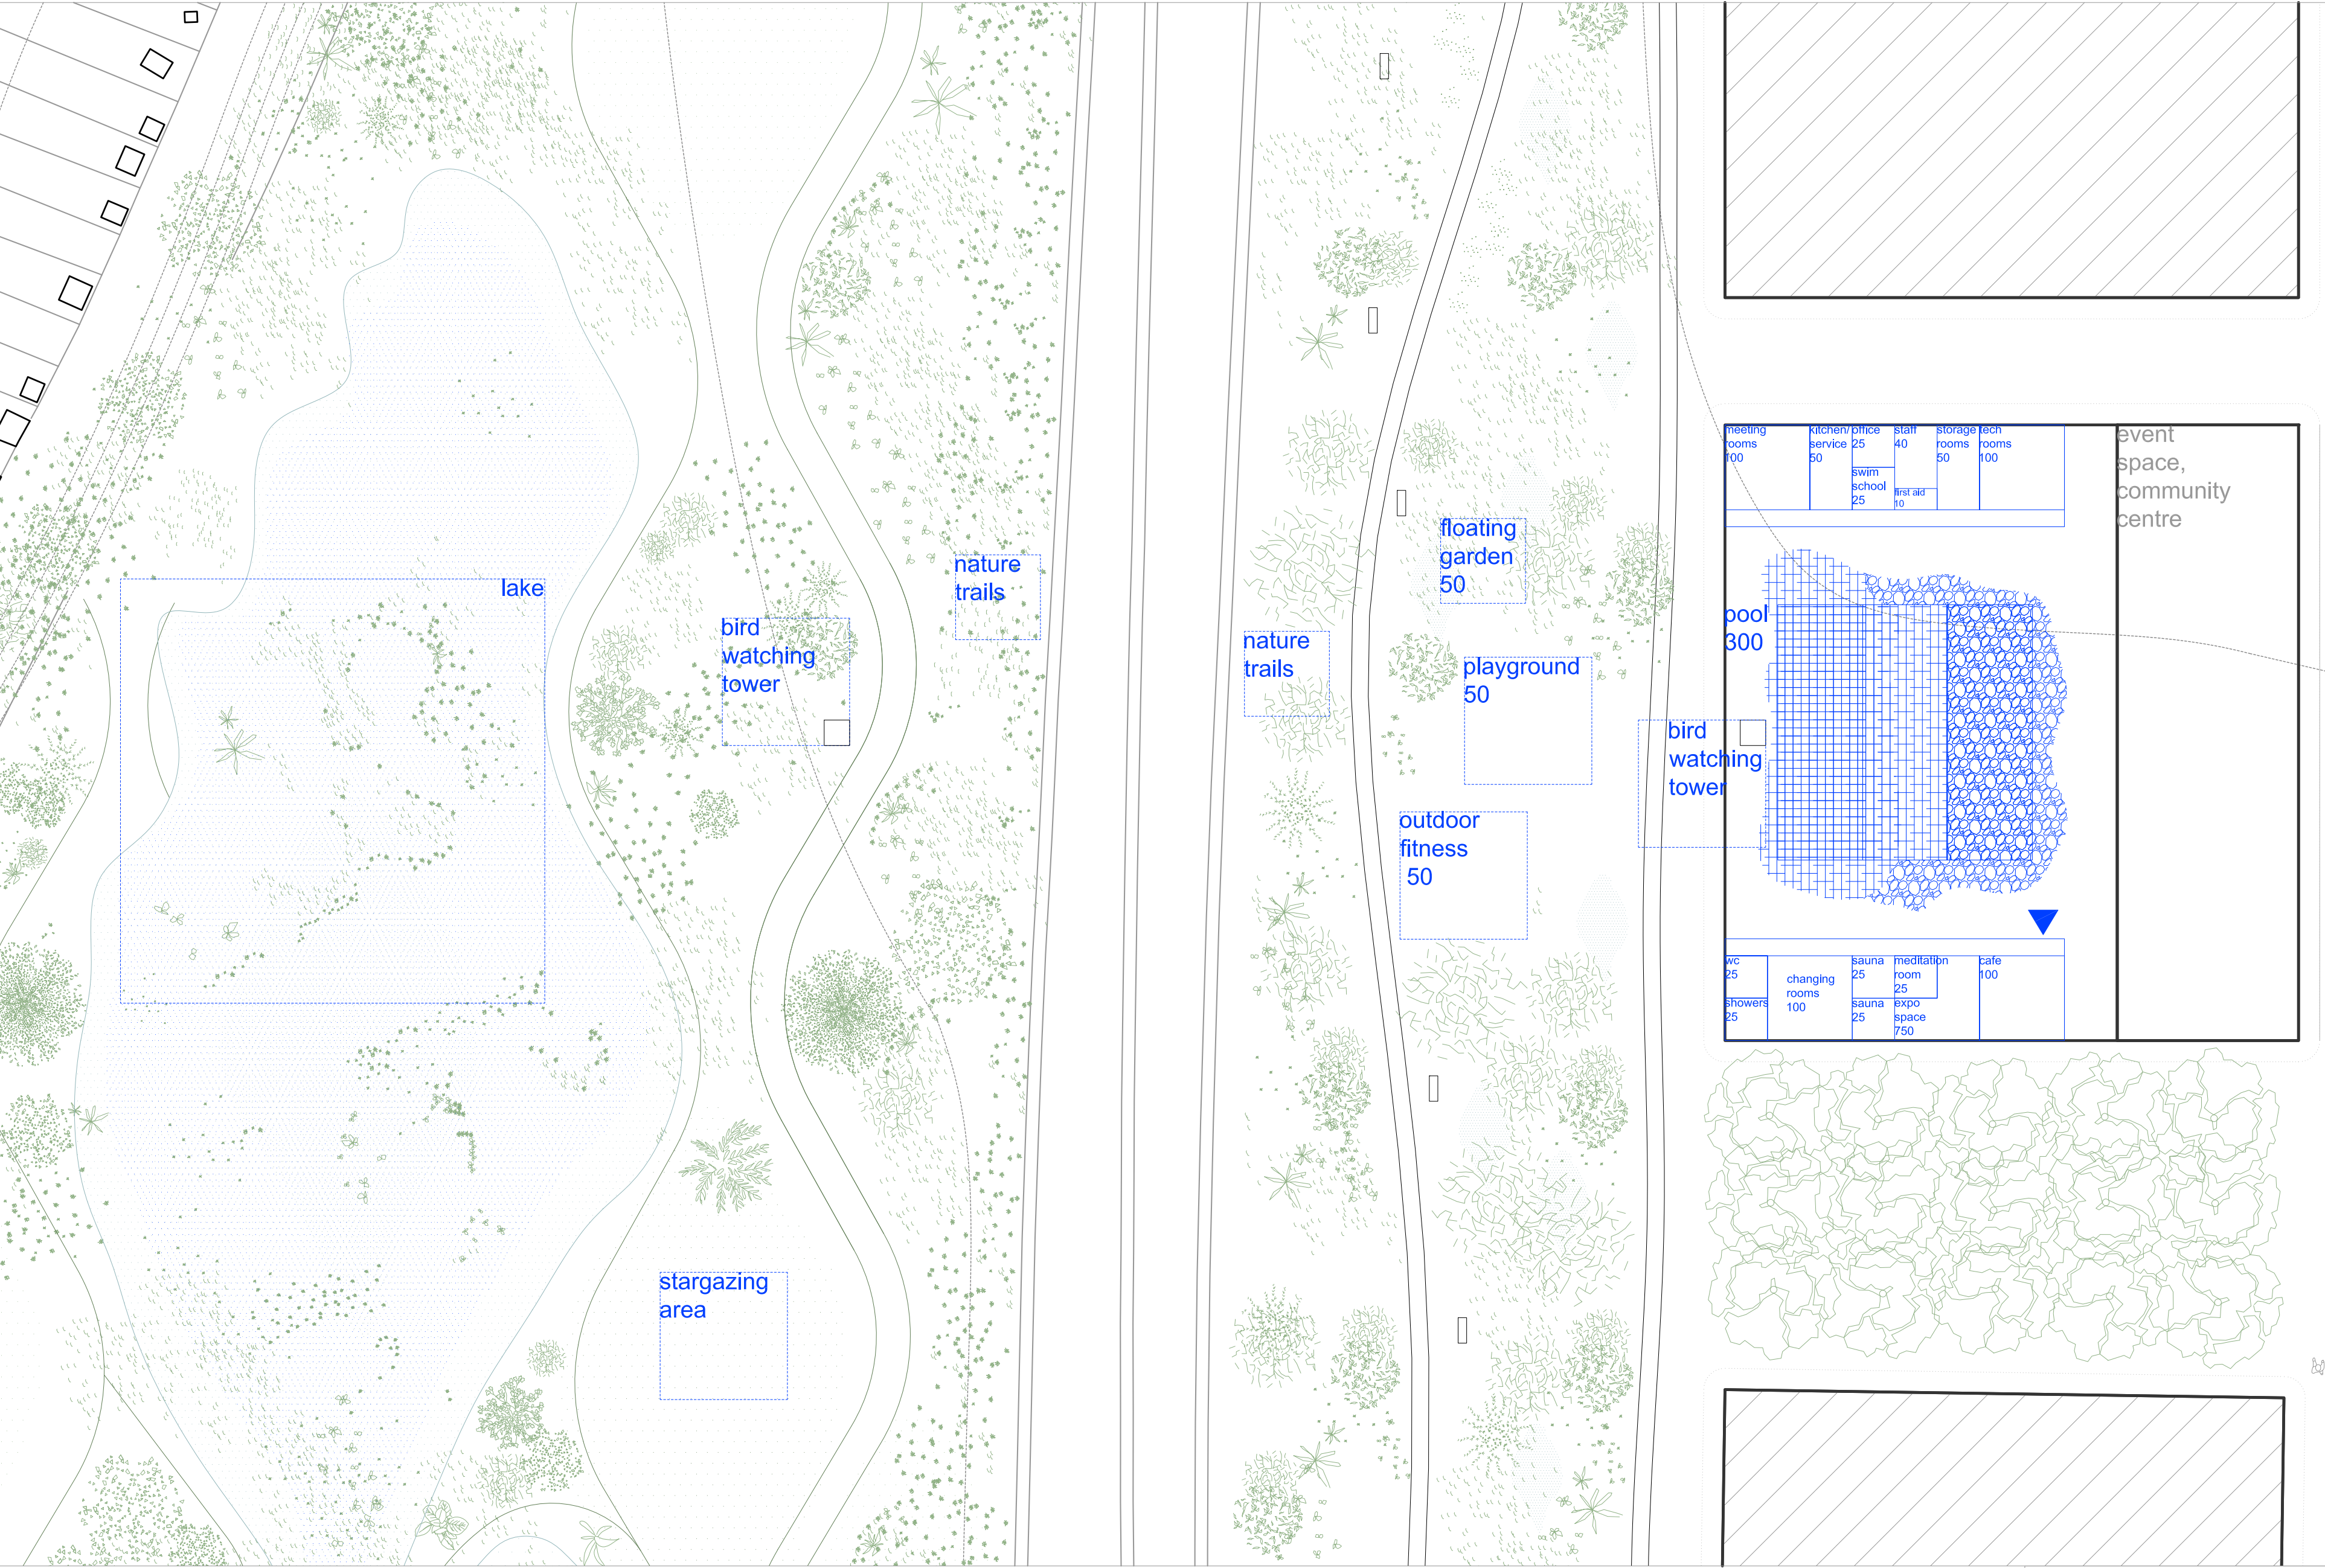 lake
bird
watching
tower
nature
trails
stargazing
area
nature
trails
floating
garden
50
playground
50
outdoor
fitness
50
bird
watching
tower
meeting
rooms
100
kitchen/
service
50
office
25
swim
school
25
staff
40
first aid
10
storage
rooms
50
tech
rooms
100
event
space,
community
centre
pool
300
wc
25
showers
25
changing
rooms
100
sauna
25
sauna
25
meditation
room
25
expo
space
750
cafe
100